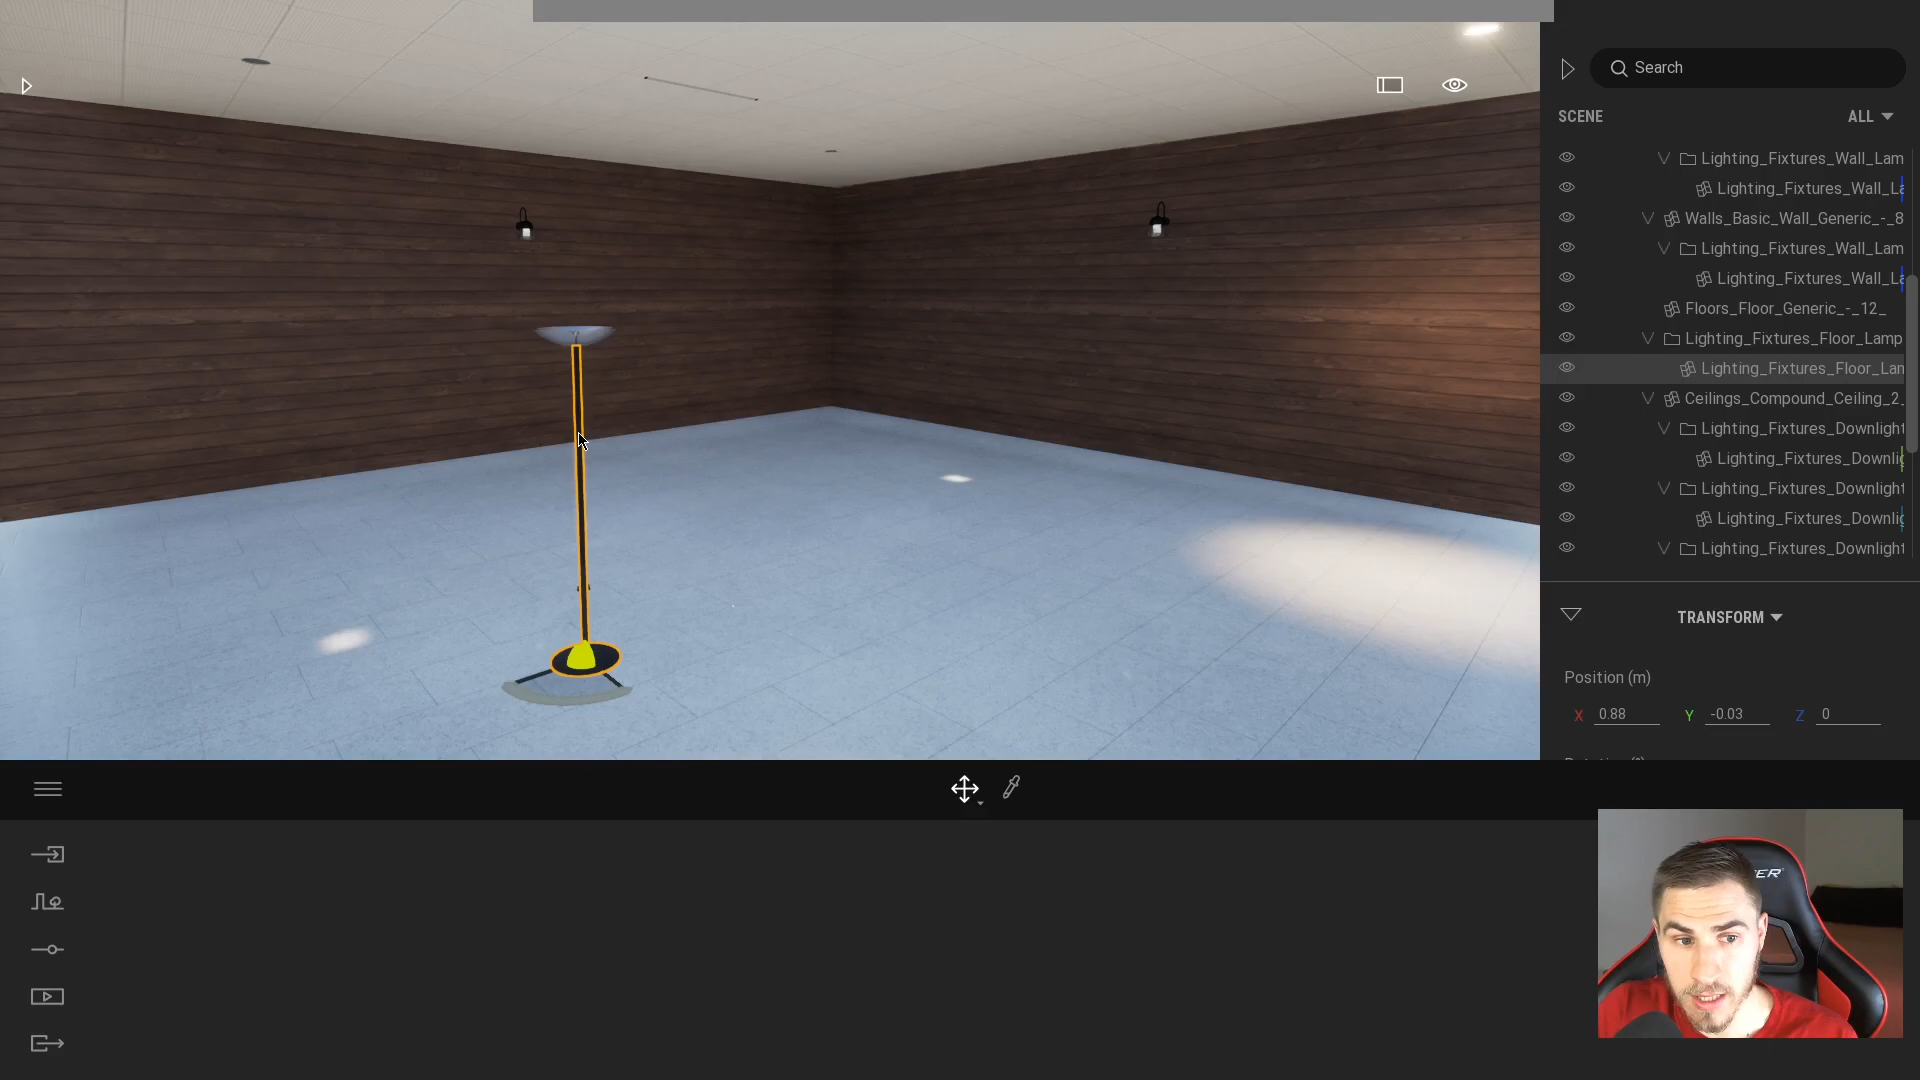 Search
SCENE
ALL
Lighting_Fixtures_Wall_Lam
Lighting_Fixtures_Wall_La
Walls_Basic_Wall_Generic_-_8
Lighting_Fixtures_Wall_Lam
Lighting_Fixtures_Wall_La
Floors_Floor_Generic_-_12_
Lighting_Fixtures_Floor_Lamp
Lighting_Fixtures_Floor_Lam
Ceilings_Compound_Ceiling_2_
Lighting_Fixtures_Downlight
Lighting_Fixtures_Downlig
Lighting_Fixtures_Downlight
Lighting_Fixtures_Downlig
Lighting_Fixtures_Downlight
TRANSFORM
Position (m)
X 0.88 Y -0.03 Z 0